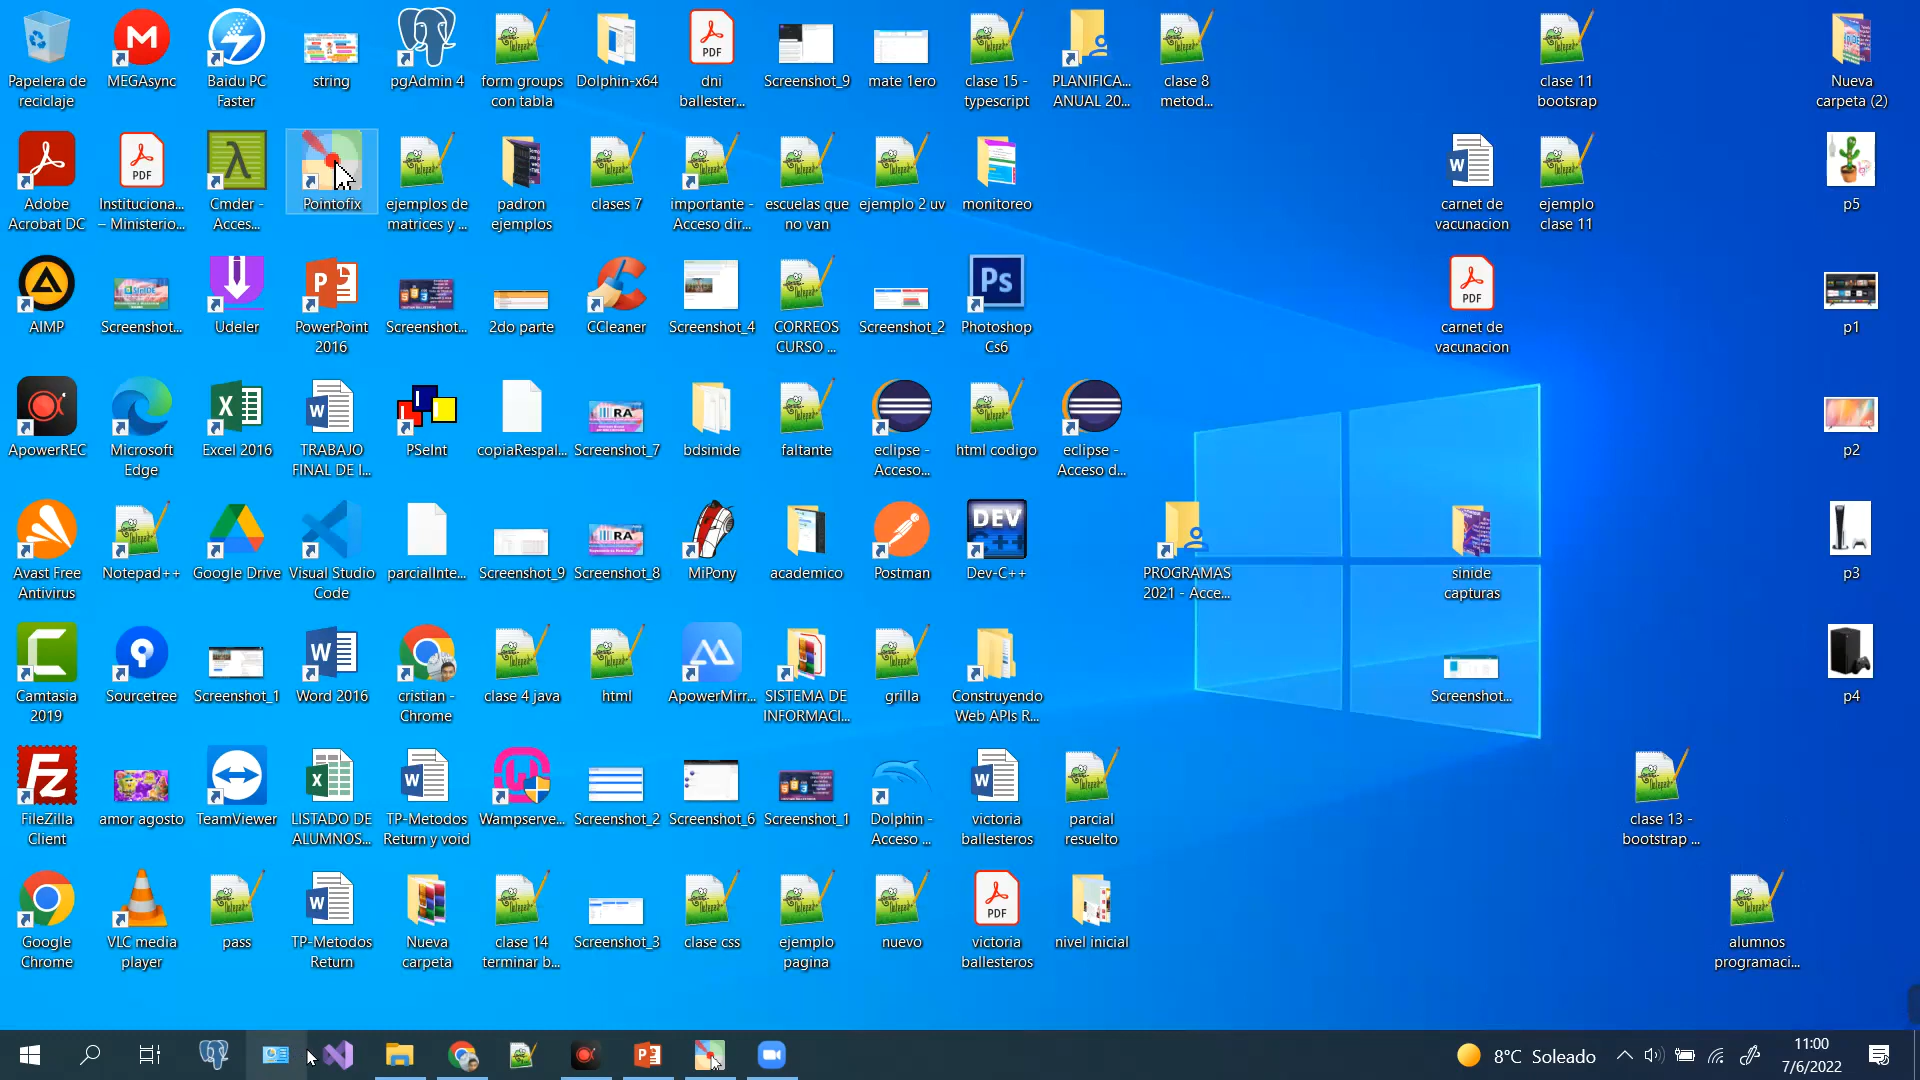 Papelera de
reciclaje
MEGAsync
Baidu PC
Faster
string
pgAdmin 4
form groups
con tabla
Dolphin-x64
dni
ballester...
Screenshot_9
mate 1ero
clase 15 -
typescript
PLANIFICA...
ANUAL 20...
clase 8
metod...
clase 11
bootsrap
Nueva
carpeta (2)
Adobe
Acrobat DC
Instituciona...
– Ministerio...
Cmder -
Acces...
Pointofix
ejemplos de
matrices y ...
padron
ejemplos
clases 7
importante -
Acceso dir...
escuelas que
no van
ejemplo 2 uv
monitoreo
carnet de
vacunacion
ejemplo
clase 11
p5
AIMP
Screenshot...
Udeler
PowerPoint
2016
Screenshot...
2do parte
CCleaner
Screenshot_4
CORREOS
CURSO ...
Screenshot_2
Photoshop
Cs6
carnet de
vacunacion
p1
ApowerREC
Microsoft
Edge
Excel 2016
TRABAJO
FINAL DE I...
PSeInt
copiaRespal...
Screenshot_7
bdsinide
faltante
eclipse -
Acceso...
html codigo
eclipse -
Acceso d...
p2
Avast Free
Antivirus
Notepad++
Google Drive
Visual Studio
Code
parcialInte...
Screenshot_9
Screenshot_8
MiPony
academico
Postman
DEV
C++
Dev-C++
PROGRAMAS
2021 - Acce...
sinide
capturas
p3
Camtasia
2019
Sourcetree
Screenshot_1
Word 2016
cristian -
Chrome
clase 4 java
html
ApowerMirr...
SISTEMA DE
INFORMACI...
grilla
Construyendo
Web APIs R...
Screenshot...
p4
FileZilla
Client
amor agosto
TeamViewer
LISTADO DE
ALUMNOS...
TP-Metodos
Return y void
Wampserve...
Screenshot_2
Screenshot_6
Screenshot_1
Dolphin -
Acceso ...
victoria
ballesteros
parcial
resuelto
clase 13 -
bootstrap ...
Google
Chrome
VLC media
player
pass
TP-Metodos
Return
Nueva
carpeta
clase 14
terminar b...
Screenshot_3
clase css
ejemplo
pagina
nuevo
victoria
ballesteros
nivel inicial
alumnos
programaci...
8°C Soleado
11:00
7/6/2022